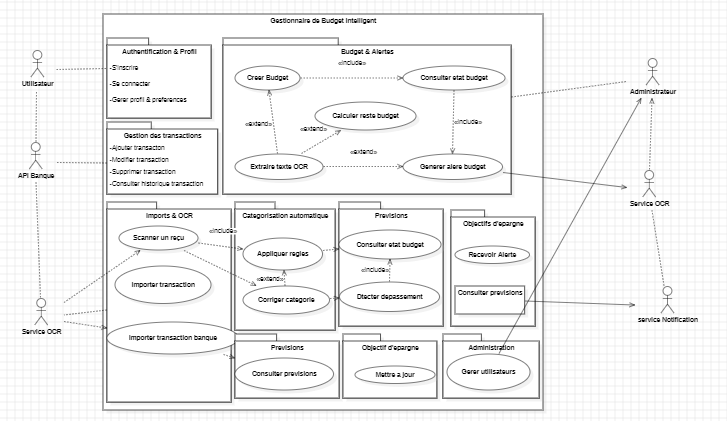 Gestionnaire de Budget Intelligent
Utilisateur
API Banque
Service OCR
Authentification & Profil
-S'inscrire
-Se connecter
-Gerer profil & preferences
Gestion des transactions
-Ajouter transacton
-Modifier transaction
-Supprimer transaction
-Consulter historique transaction
Budget & Alertes
«include»
Creer Budget
Consulter etat budget
Calculer reste budget
«extend»
«extend»
«include»
«extend»
Extraire texte OCR
Generer alere budget
Administrateur
Service OCR
service Notification
Imports & OCR
Scanner un reçu
Importer transaction
Importer transaction banque
«include»
Categorisation automatique
Appliquer regles
«extend»
Corriger categorie
Previsions
Consulter etat budget
«include»
Dtecter depassement
Objectifs d'epargne
Recevoir Alerte
Consulter previsions
Previsions
Consulter previsions
Objectif d'epargne
Mettre a jour
Administration
Gerer utilisateurs